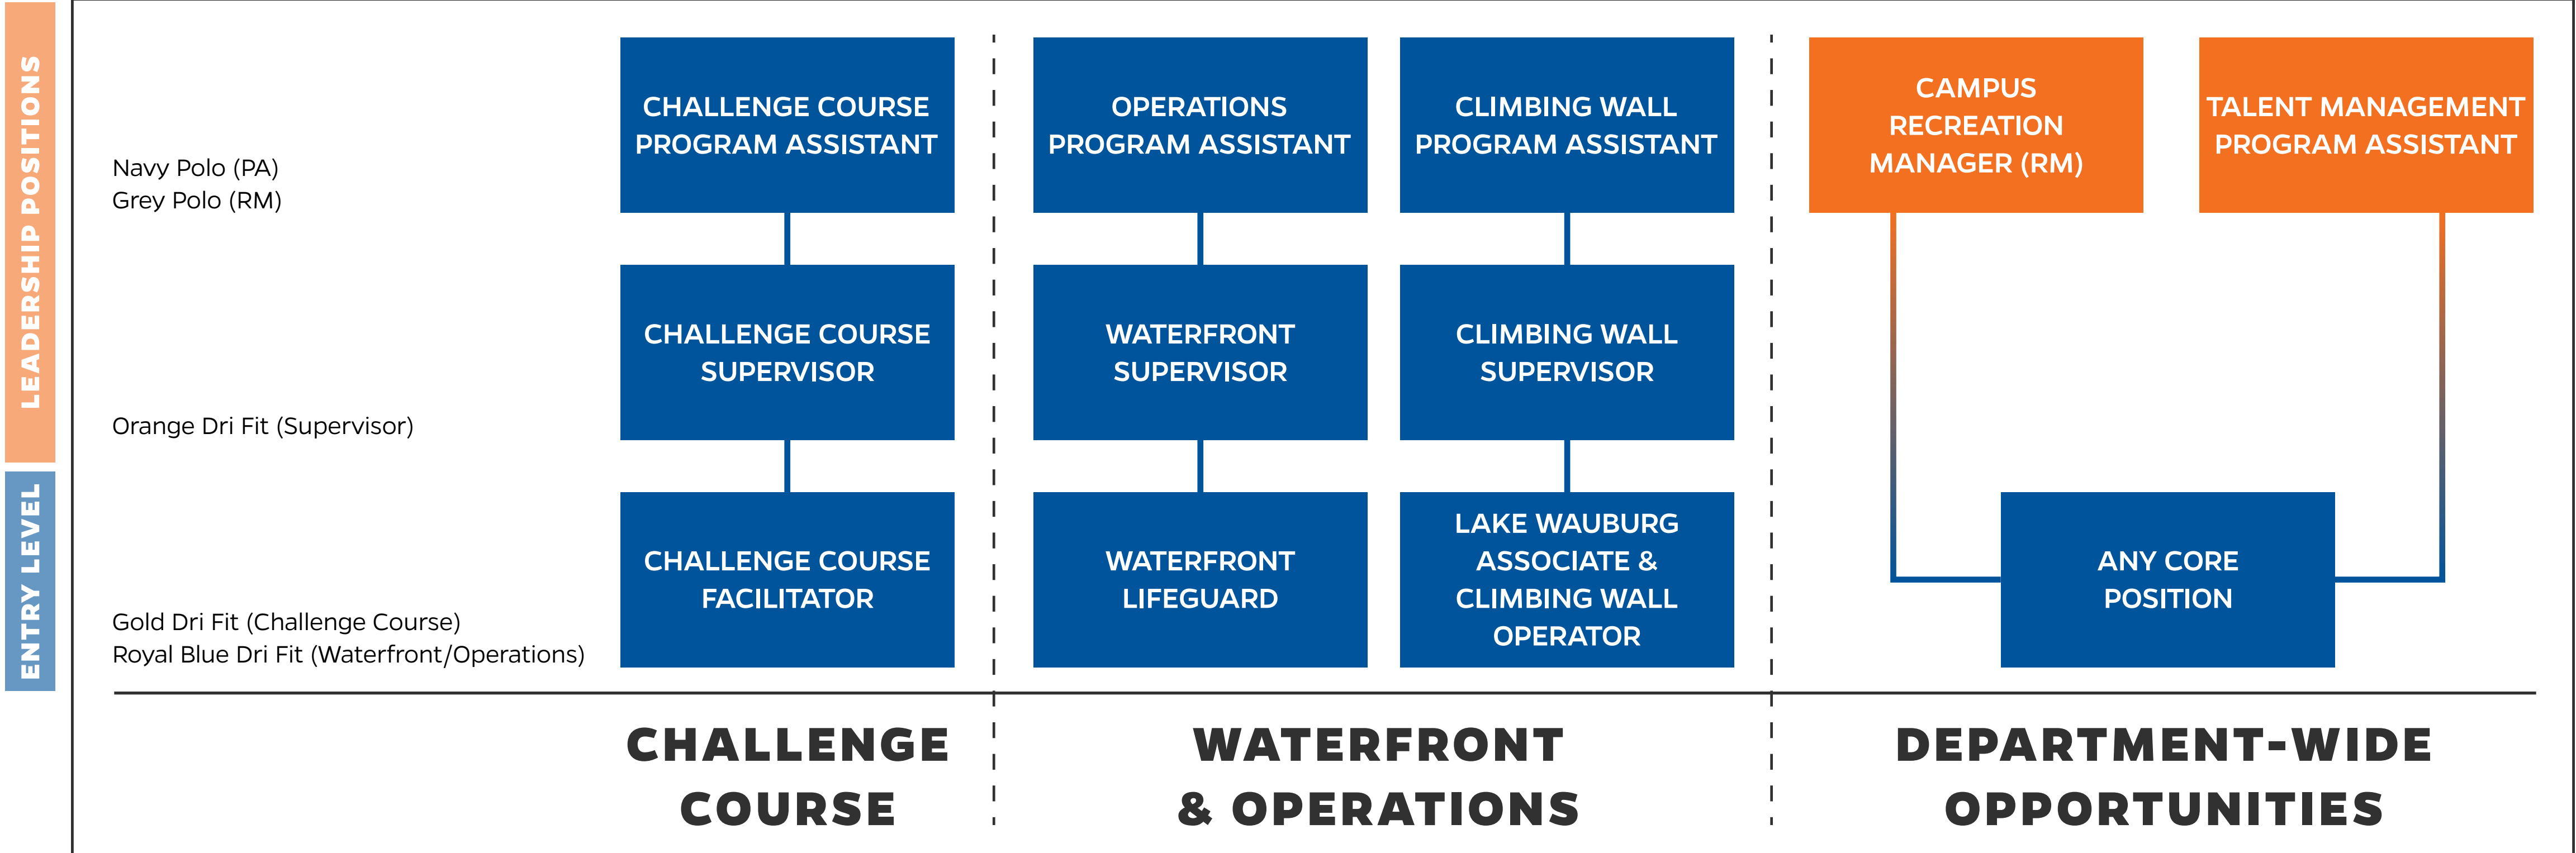 LEADERSHIP POSITIONS
Navy Polo (PA)
Grey Polo (RM)
CHALLENGE COURSE
PROGRAM ASSISTANT
OPERATIONS
PROGRAM ASSISTANT
CLIMBING WALL
PROGRAM ASSISTANT
CAMPUS
RECREATION
MANAGER (RM)
TALENT MANAGEMENT
PROGRAM ASSISTANT
Orange Dri Fit (Supervisor)
CHALLENGE COURSE
SUPERVISOR
WATERFRONT
SUPERVISOR
CLIMBING WALL
SUPERVISOR
ENTRY LEVEL
Gold Dri Fit (Challenge Course)
Royal Blue Dri Fit (Waterfront/Operations)
CHALLENGE COURSE
FACILITATOR
WATERFRONT
LIFEGUARD
LAKE WAUBURG
ASSOCIATE &
CLIMBING WALL
OPERATOR
ANY CORE
POSITION
CHALLENGE
COURSE
WATERFRONT
& OPERATIONS
DEPARTMENT-WIDE
OPPORTUNITIES